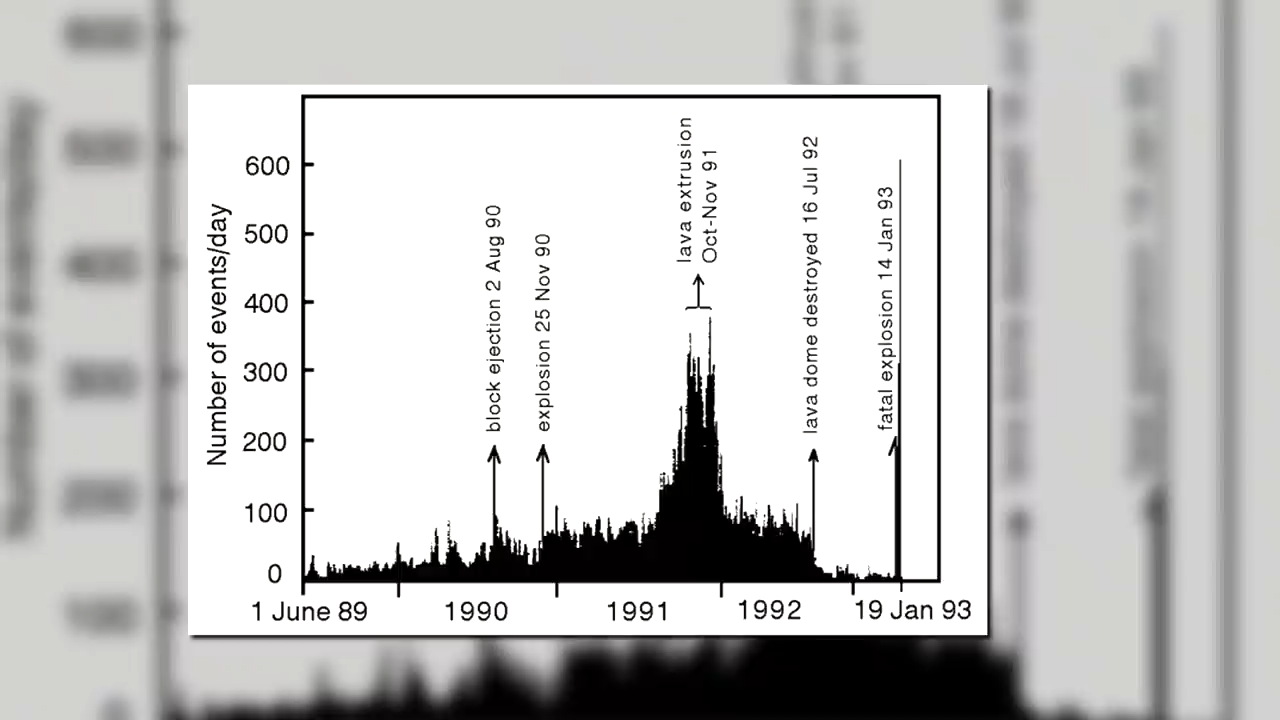 Number of events/day
600
500
400
300
200
100
0
block ejection 2 Aug 90
explosion 25 Nov 90
lava extrusion
Oct-Nov 91
lava dome destroyed 16 Jul 92
fatal explosion 14 Jan 93
1 June 89
1990
1991
1992
19 Jan 93